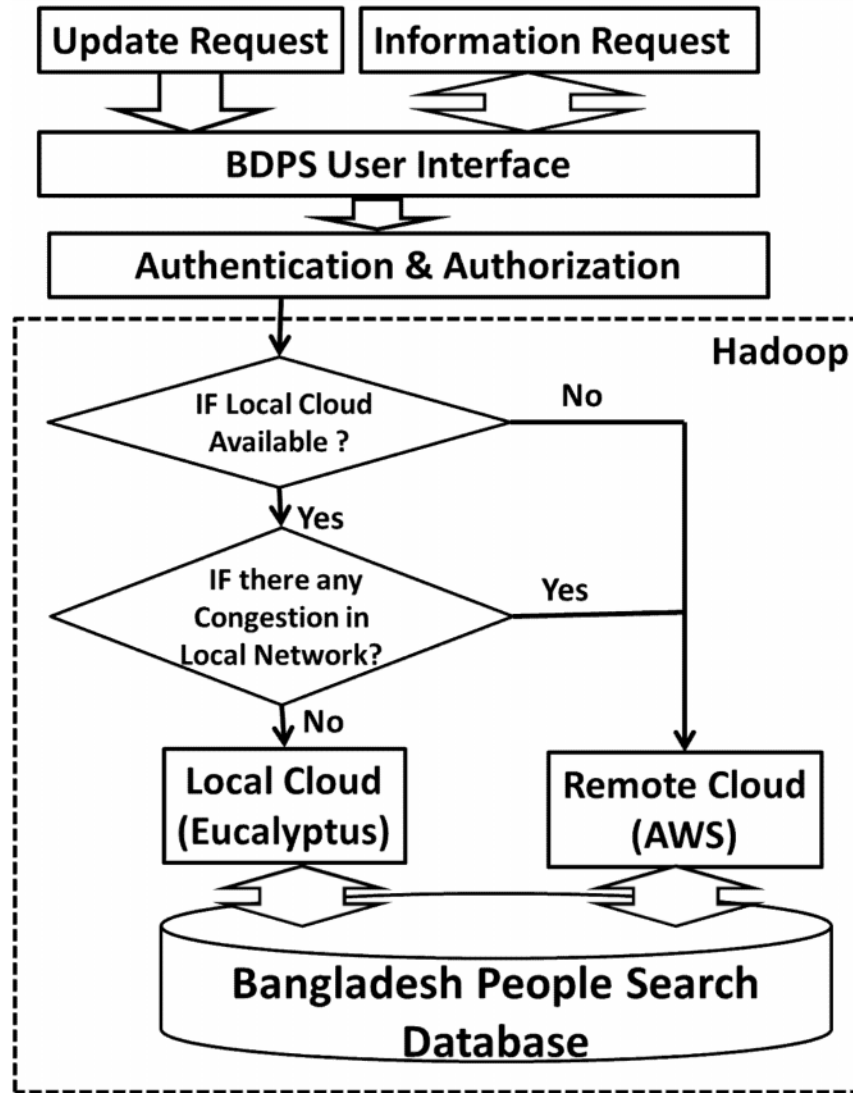 Update Request
Information Request
BDPS User Interface
Authentication & Authorization
Hadoop
IF Local Cloud
Available ?
No
Yes
IF there any
Congestion in
Local Network?
Yes
No
Local Cloud
(Eucalyptus)
Remote Cloud
(AWS)
Bangladesh People Search
Database